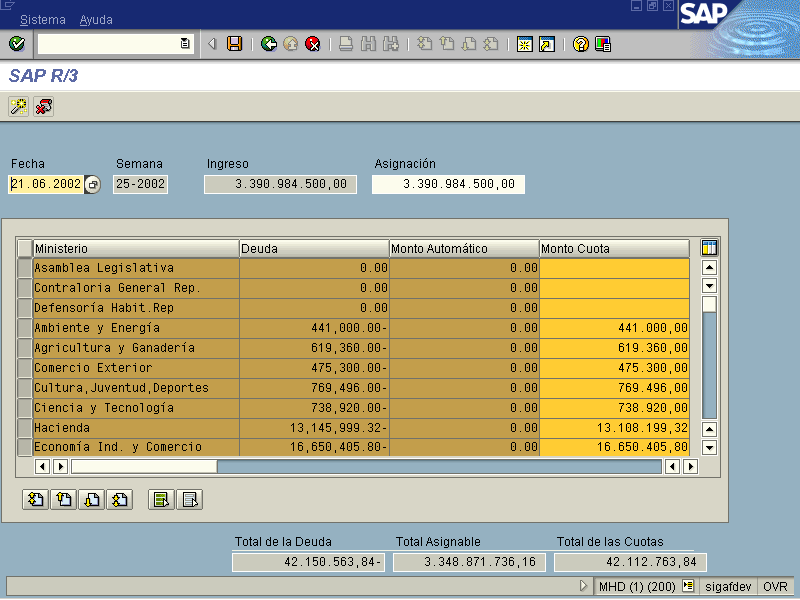 Sistema Ayuda
SAP
SAP R/3
Fecha Semana Ingreso Asignación
21.06.2002 25-2002 3.390.984.500,00 3.390.984.500,00
Ministerio Deuda Monto Automático Monto Cuota
Asamblea Legislativa 0.00 0.00
Contraloria General Rep. 0.00 0.00
Defensoría Habit.Rep 0.00 0.00
Ambiente y Energía 441,000.00- 0.00 441.000,00
Agricultura y Ganadería 619,360.00- 0.00 619.360,00
Comercio Exterior 475,300.00- 0.00 475.300,00
Cultura,Juventud,Deportes 769,496.00- 0.00 769.496,00
Ciencia y Tecnología 738,920.00- 0.00 738.920,00
Hacienda 13,145,999.32- 0.00 13.108.199,32
Economía Ind. y Comercio 16,650,405.80- 0.00 16.650.405,80
Total de la Deuda Total Asignable Total de las Cuotas
42.150.563,84- 3.348.871.736,16 42.112.763,84
MHD (1) (200) sigafdev OVR